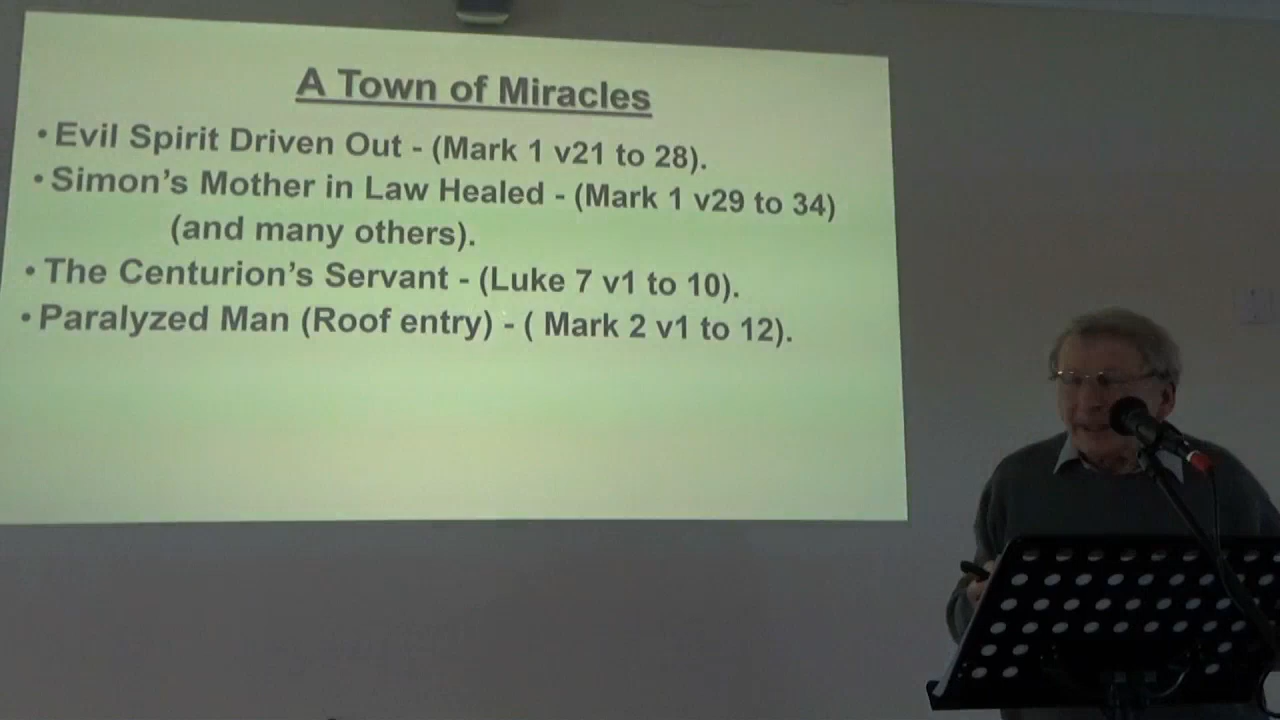 A Town of Miracles
• Evil Spirit Driven Out - (Mark 1 v21 to 28).
• Simon's Mother in Law Healed - (Mark 1 v29 to 34)
(and many others).
• The Centurion's Servant - (Luke 7 v1 to 10).
• Paralyzed Man (Roof entry) - ( Mark 2 v1 to 12).